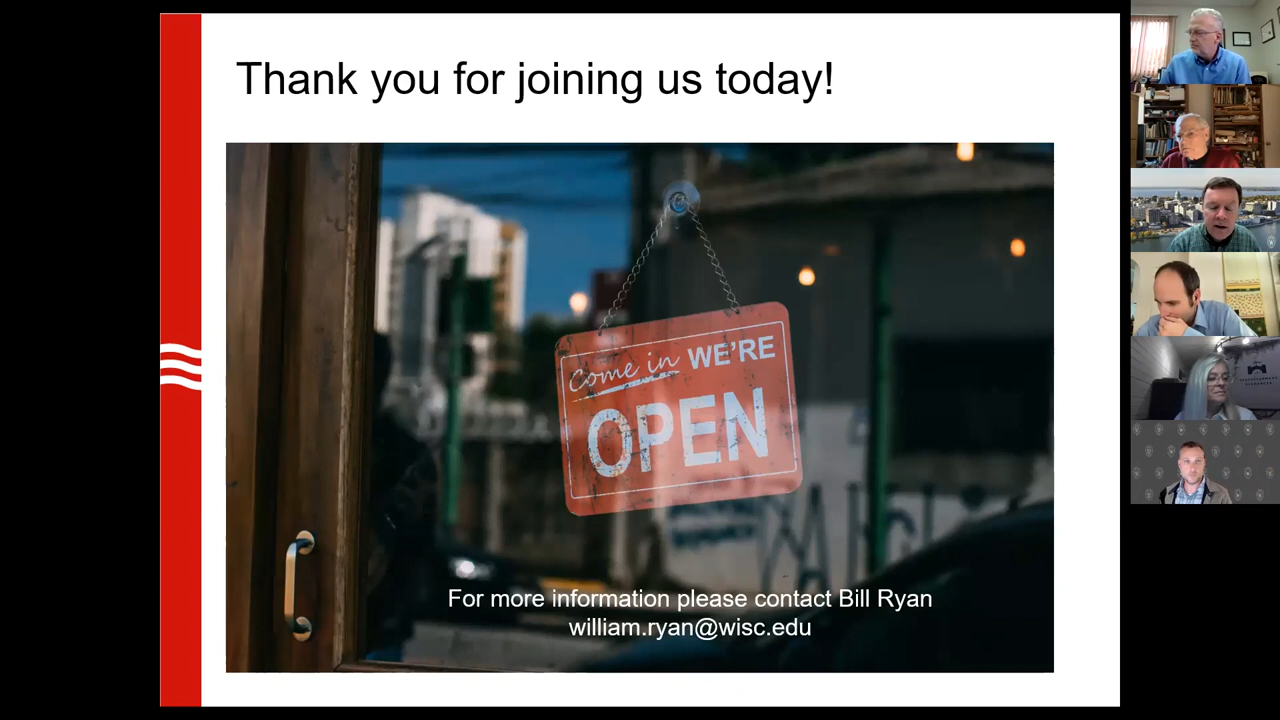 Thank you for joining us today!
Come in WE'RE
OPEN
For more information please contact Bill Ryan
william.ryan@wisc.edu